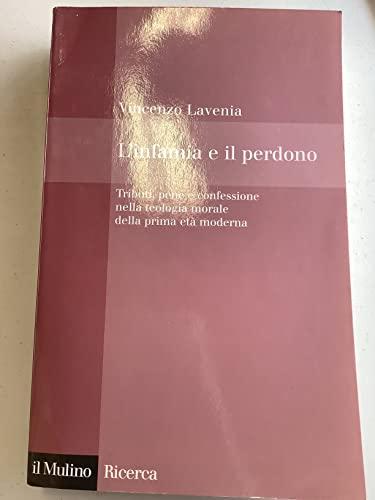 Vincenzo Lavenia
L'infamia e il perdono
Tributi, pene e confessione
nella teologia morale
della prima età moderna
il Mulino
Ricerca